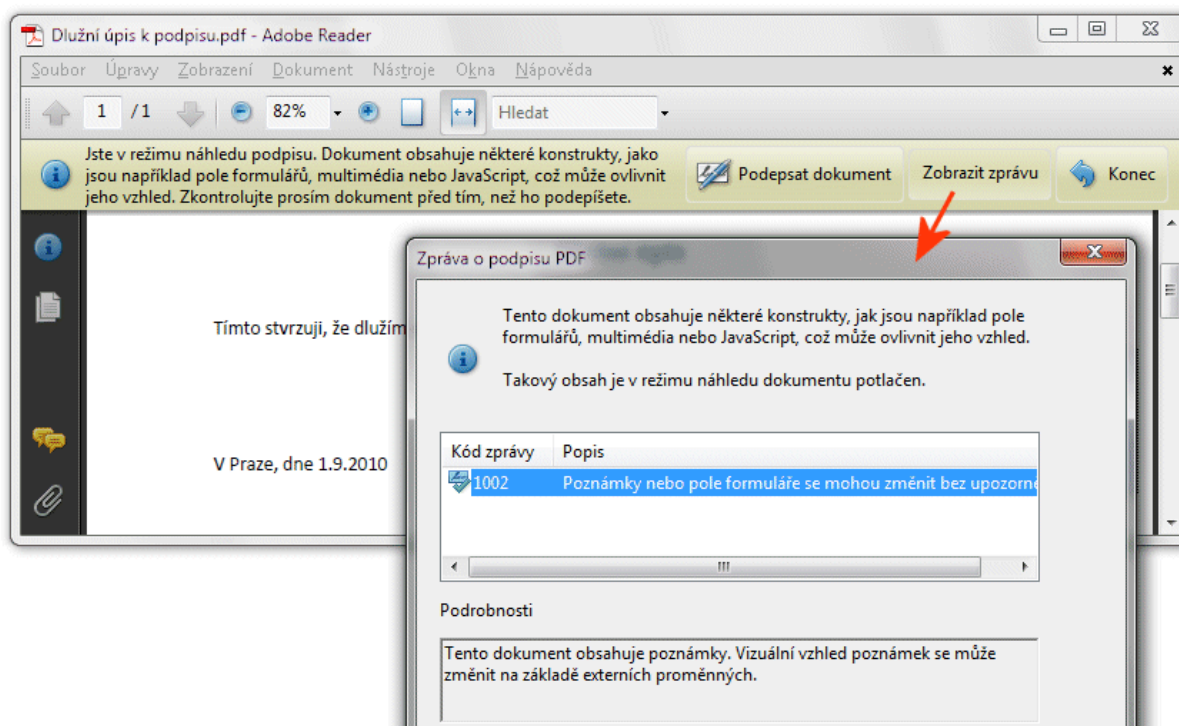 Dlužní úpis k podpisu.pdf - Adobe Reader
Soubor Úpravy Zobrazení Dokument Nástroje Okna Nápověda
1 / 1 82% Hledat
Jste v režimu náhledu podpisu. Dokument obsahuje některé konstrukty, jako
jsou například pole formulářů, multimédia nebo JavaScript, což může ovlivnit
jeho vzhled. Zkontrolujte prosím dokument před tím, než ho podepíšete.
Podepsat dokument Zobrazit zprávu Konec
Tímto stvrzuji, že dlužím
V Praze, dne 1.9.2010
Zpráva o podpisu PDF
Tento dokument obsahuje některé konstrukty, jak jsou například pole
formulářů, multimédia nebo JavaScript, což může ovlivnit jeho vzhled.
Takový obsah je v režimu náhledu dokumentu potlačen.
Kód zprávy Popis
1002 Poznámky nebo pole formuláře se mohou změnit bez upozorně
Podrobnosti
Tento dokument obsahuje poznámky. Vizuální vzhled poznámek se může
změnit na základě externích proměnných.